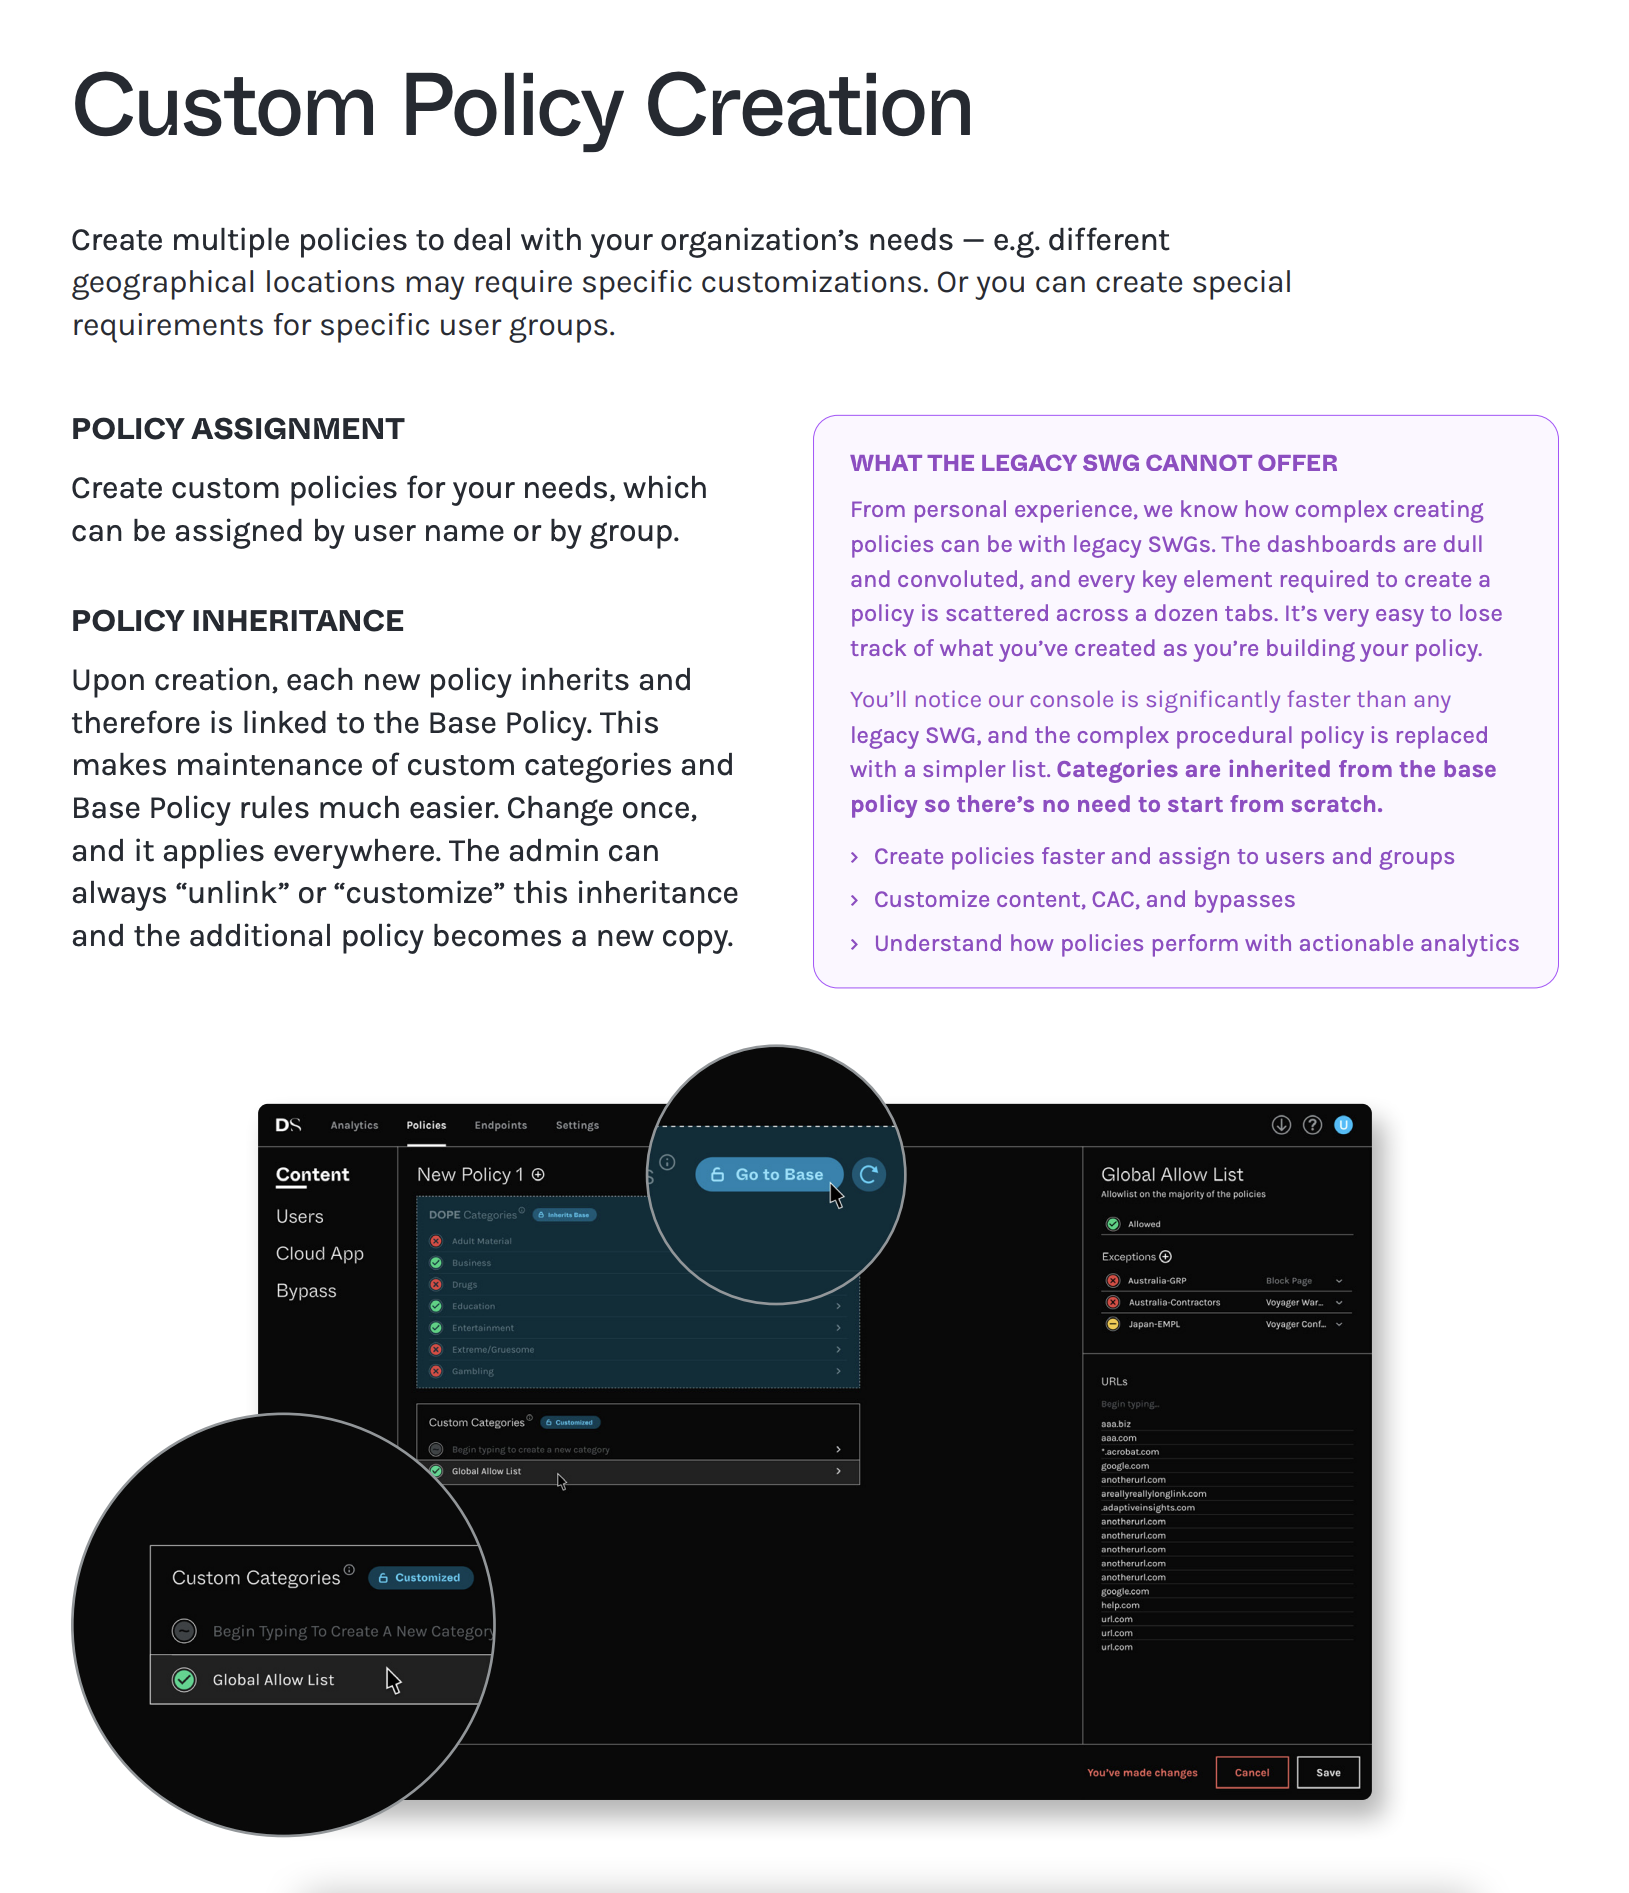 Custom Policy Creation
Create multiple policies to deal with your organization’s needs — e.g. different
geographical locations may require specific customizations. Or you can create special
requirements for specific user groups.
POLICY ASSIGNMENT
Create custom policies for your needs, which
can be assigned by user name or by group.
POLICY INHERITANCE
Upon creation, each new policy inherits and
therefore is linked to the Base Policy. This
makes maintenance of custom categories and
Base Policy rules much easier. Change once,
and it applies everywhere. The admin can
always “unlink” or “customize” this inheritance
and the additional policy becomes a new copy.
WHAT THE LEGACY SWG CANNOT OFFER
From personal experience, we know how complex creating
policies can be with legacy SWGs. The dashboards are dull
and convoluted, and every key element required to create a
policy is scattered across a dozen tabs. It’s very easy to lose
track of what you’ve created as you’re building your policy.
You’ll notice our console is significantly faster than any
legacy SWG, and the complex procedural policy is replaced
with a simpler list. Categories are inherited from the base
policy so there’s no need to start from scratch.
› Create policies faster and assign to users and groups
› Customize content, CAC, and bypasses
› Understand how policies perform with actionable analytics
DS Analytics Policies Endpoints Settings
U
Content
Users
Cloud App
Bypass
New Policy 1
Go to Base
DOPE Categories Inherits Base
Adult Material
Business
Drugs
Education
Entertainment
Extreme/Gruesome
Gambling
Custom Categories Customized
Begin typing to create a new category
Global Allow List
Custom Categories Customized
Begin Typing To Create A New Category
Global Allow List
Global Allow List
Allowlist on the majority of the policies
Allowed
Exceptions
Australia-GRP Block Page
Australia-Contractors Voyager War...
Japan-EMPL Voyager Conf...
URLs
Begin typing...
aaa.biz
aaa.com
*.acrobat.com
google.com
anotherurl.com
areallyreallylonglink.com
.adaptiveinsights.com
anotherurl.com
anotherurl.com
anotherurl.com
anotherurl.com
anotherurl.com
google.com
help.com
url.com
url.com
url.com
You’ve made changes Cancel Save